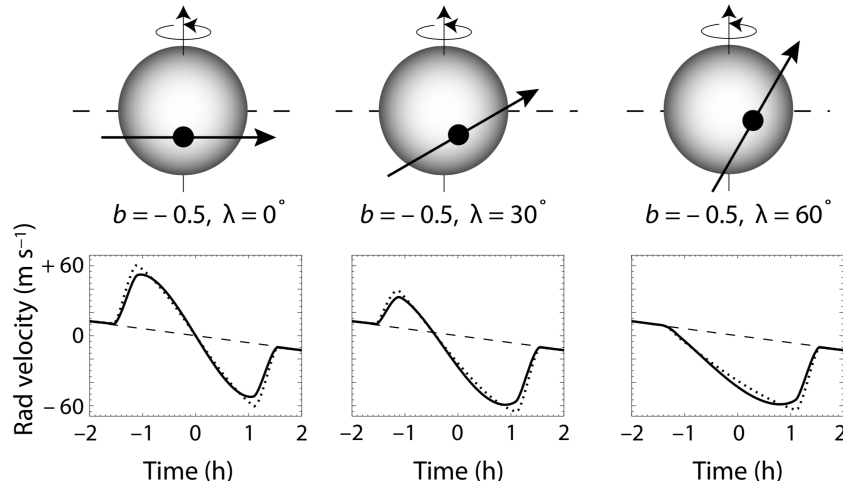 b = – 0.5, λ = 0° b = – 0.5, λ = 30° b = – 0.5, λ = 60°
Rad velocity (m s⁻¹)
+ 60
0
– 60
−2 −1 0 1 2 −2 −1 0 1 2 −2 −1 0 1 2
Time (h) Time (h) Time (h)